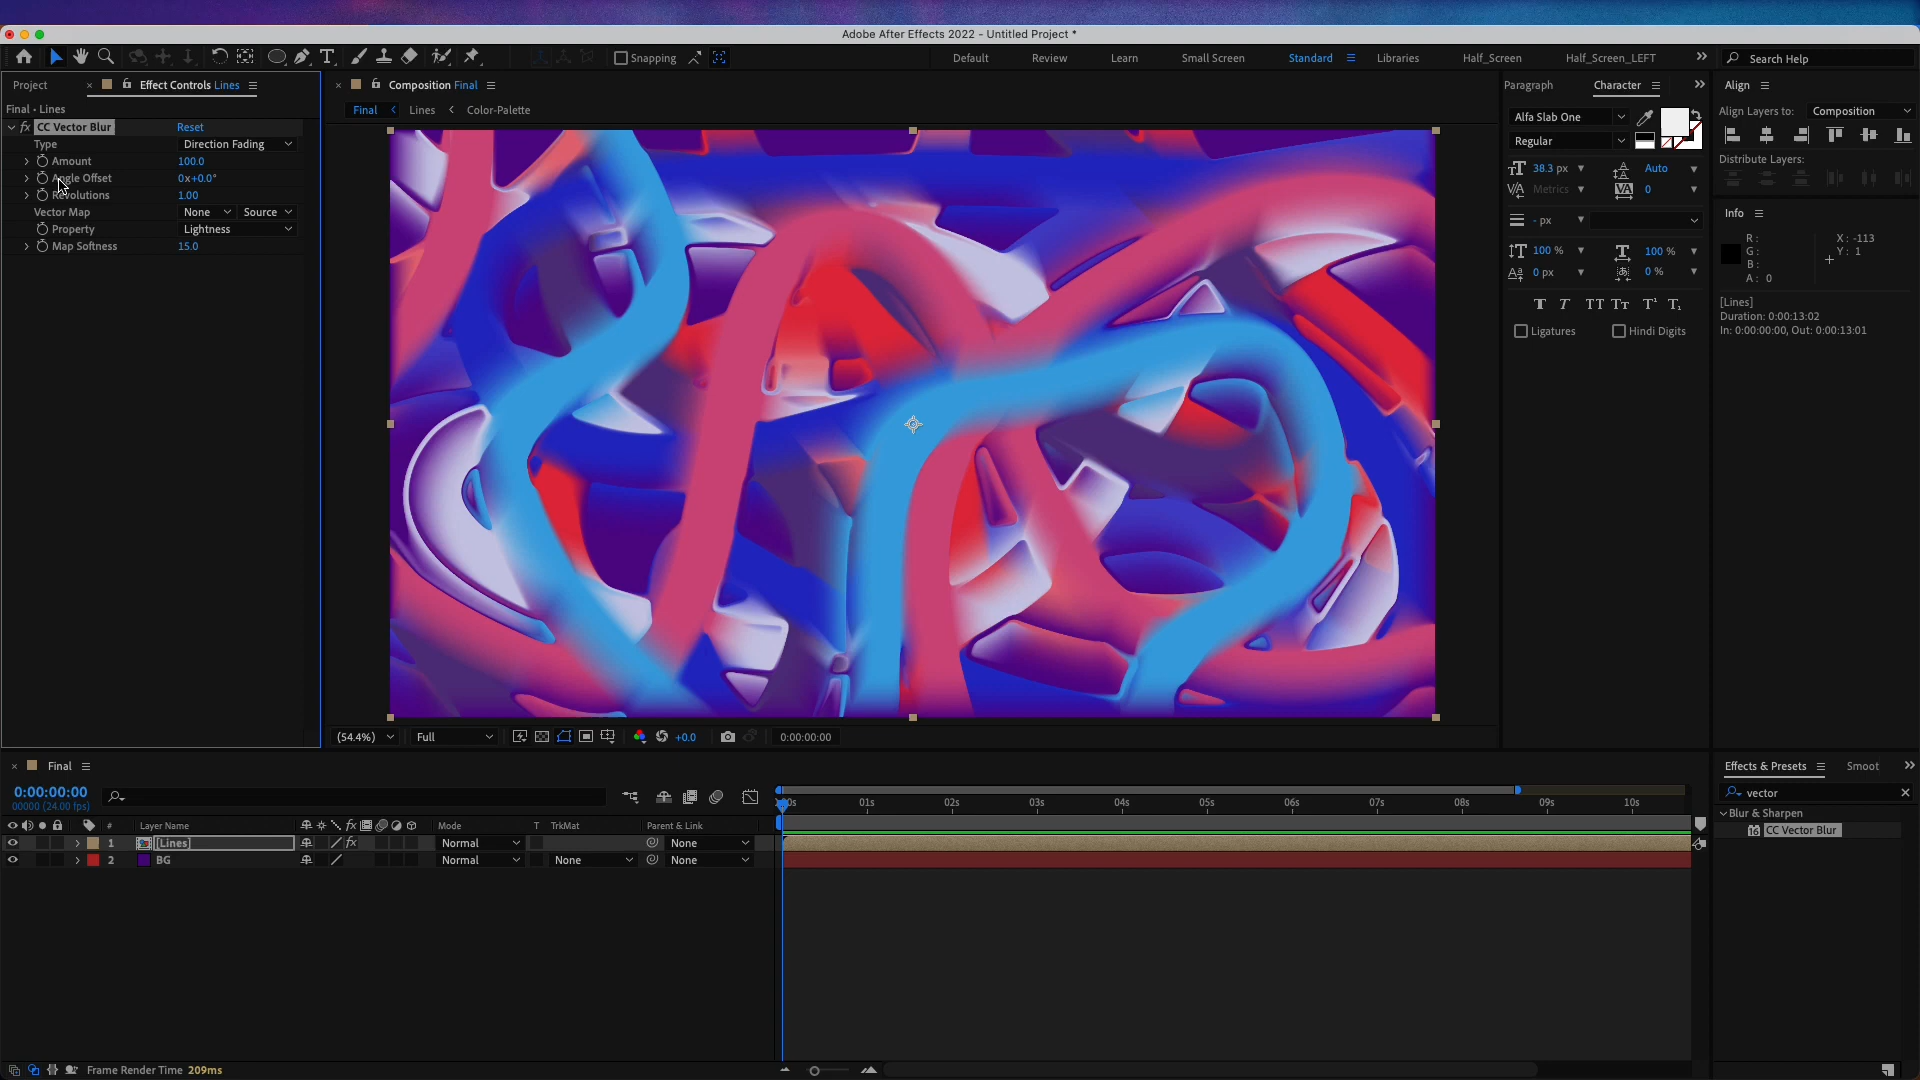 Adobe After Effects 2022 - Untitled Project *
Snapping
Default
Review
Learn
Small Screen
Standard
Libraries
Half_Screen
Half_Screen_LEFT
Search Help
Project
Effect Controls Lines
Final • Lines
fx CC Vector Blur Reset
Type Direction Fading
Amount 100.0
Angle Offset 0x+0.0°
Revolutions 1.00
Vector Map None Source
Property Lightness
Map Softness 15.0
Composition Final
Final Lines Color-Palette
(54.4%) Full +0.0 0:00:00:00
Paragraph Character
Alfa Slab One
Regular
38.3 px Auto
Metrics 0
- px
100 % 100 %
0 px 0 %
Ligatures Hindi Digits
Align
Align Layers to: Composition
Distribute Layers:
Info
R : X : -113
G : Y : 1
B :
A : 0
[Lines]
Duration: 0:00:13:02
In: 0:00:00:00, Out: 0:00:13:01
Final
0:00:00:00
00000 (24.00 fps)
01s 02s 03s 04s 05s 06s 07s 08s 09s 10s
# Layer Name Mode T TrkMat Parent & Link
1 [Lines] fx Normal None
2 BG Normal None None
Frame Render Time 209ms
Effects & Presets Smoot
vector
Blur & Sharpen
CC Vector Blur